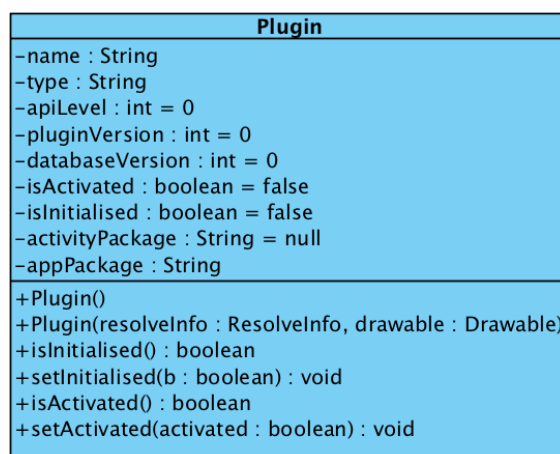 Plugin
-name : String
-type : String
-apiLevel : int = 0
-pluginVersion : int = 0
-databaseVersion : int = 0
-isActivated : boolean = false
-isInitialised : boolean = false
-activityPackage : String = null
-appPackage : String
+Plugin()
+Plugin(resolveInfo : ResolveInfo, drawable : Drawable)
+isInitialised() : boolean
+setInitialised(b : boolean) : void
+isActivated() : boolean
+setActivated(activated : boolean) : void